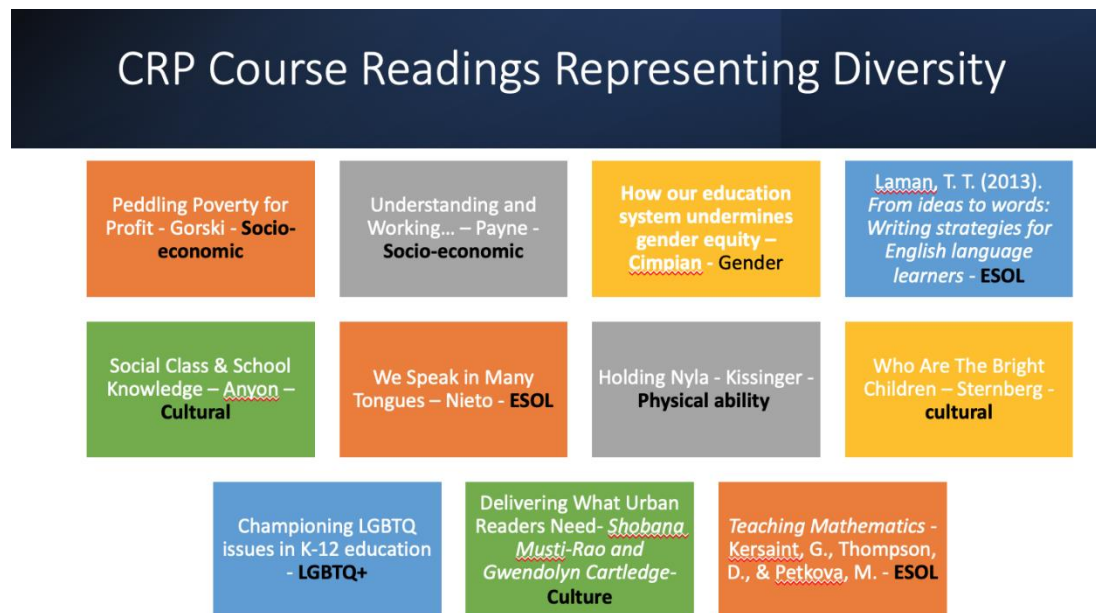 CRP Course Readings Representing Diversity
Peddling Poverty for
Profit - Gorski - Socio-
economic
Understanding and
Working... – Payne -
Socio-economic
How our education
system undermines
gender equity –
Cimpian - Gender
Laman, T. T. (2013).
From ideas to words:
Writing strategies for
English language
learners - ESOL
Social Class & School
Knowledge – Anyon –
Cultural
We Speak in Many
Tongues – Nieto - ESOL
Holding Nyla - Kissinger -
Physical ability
Who Are The Bright
Children – Sternberg -
cultural
Championing LGBTQ
issues in K-12 education
- LGBTQ+
Delivering What Urban
Readers Need- Shobana
Musti-Rao and
Gwendolyn Cartledge-
Culture
Teaching Mathematics -
Kersaint, G., Thompson,
D., & Petkova, M. - ESOL